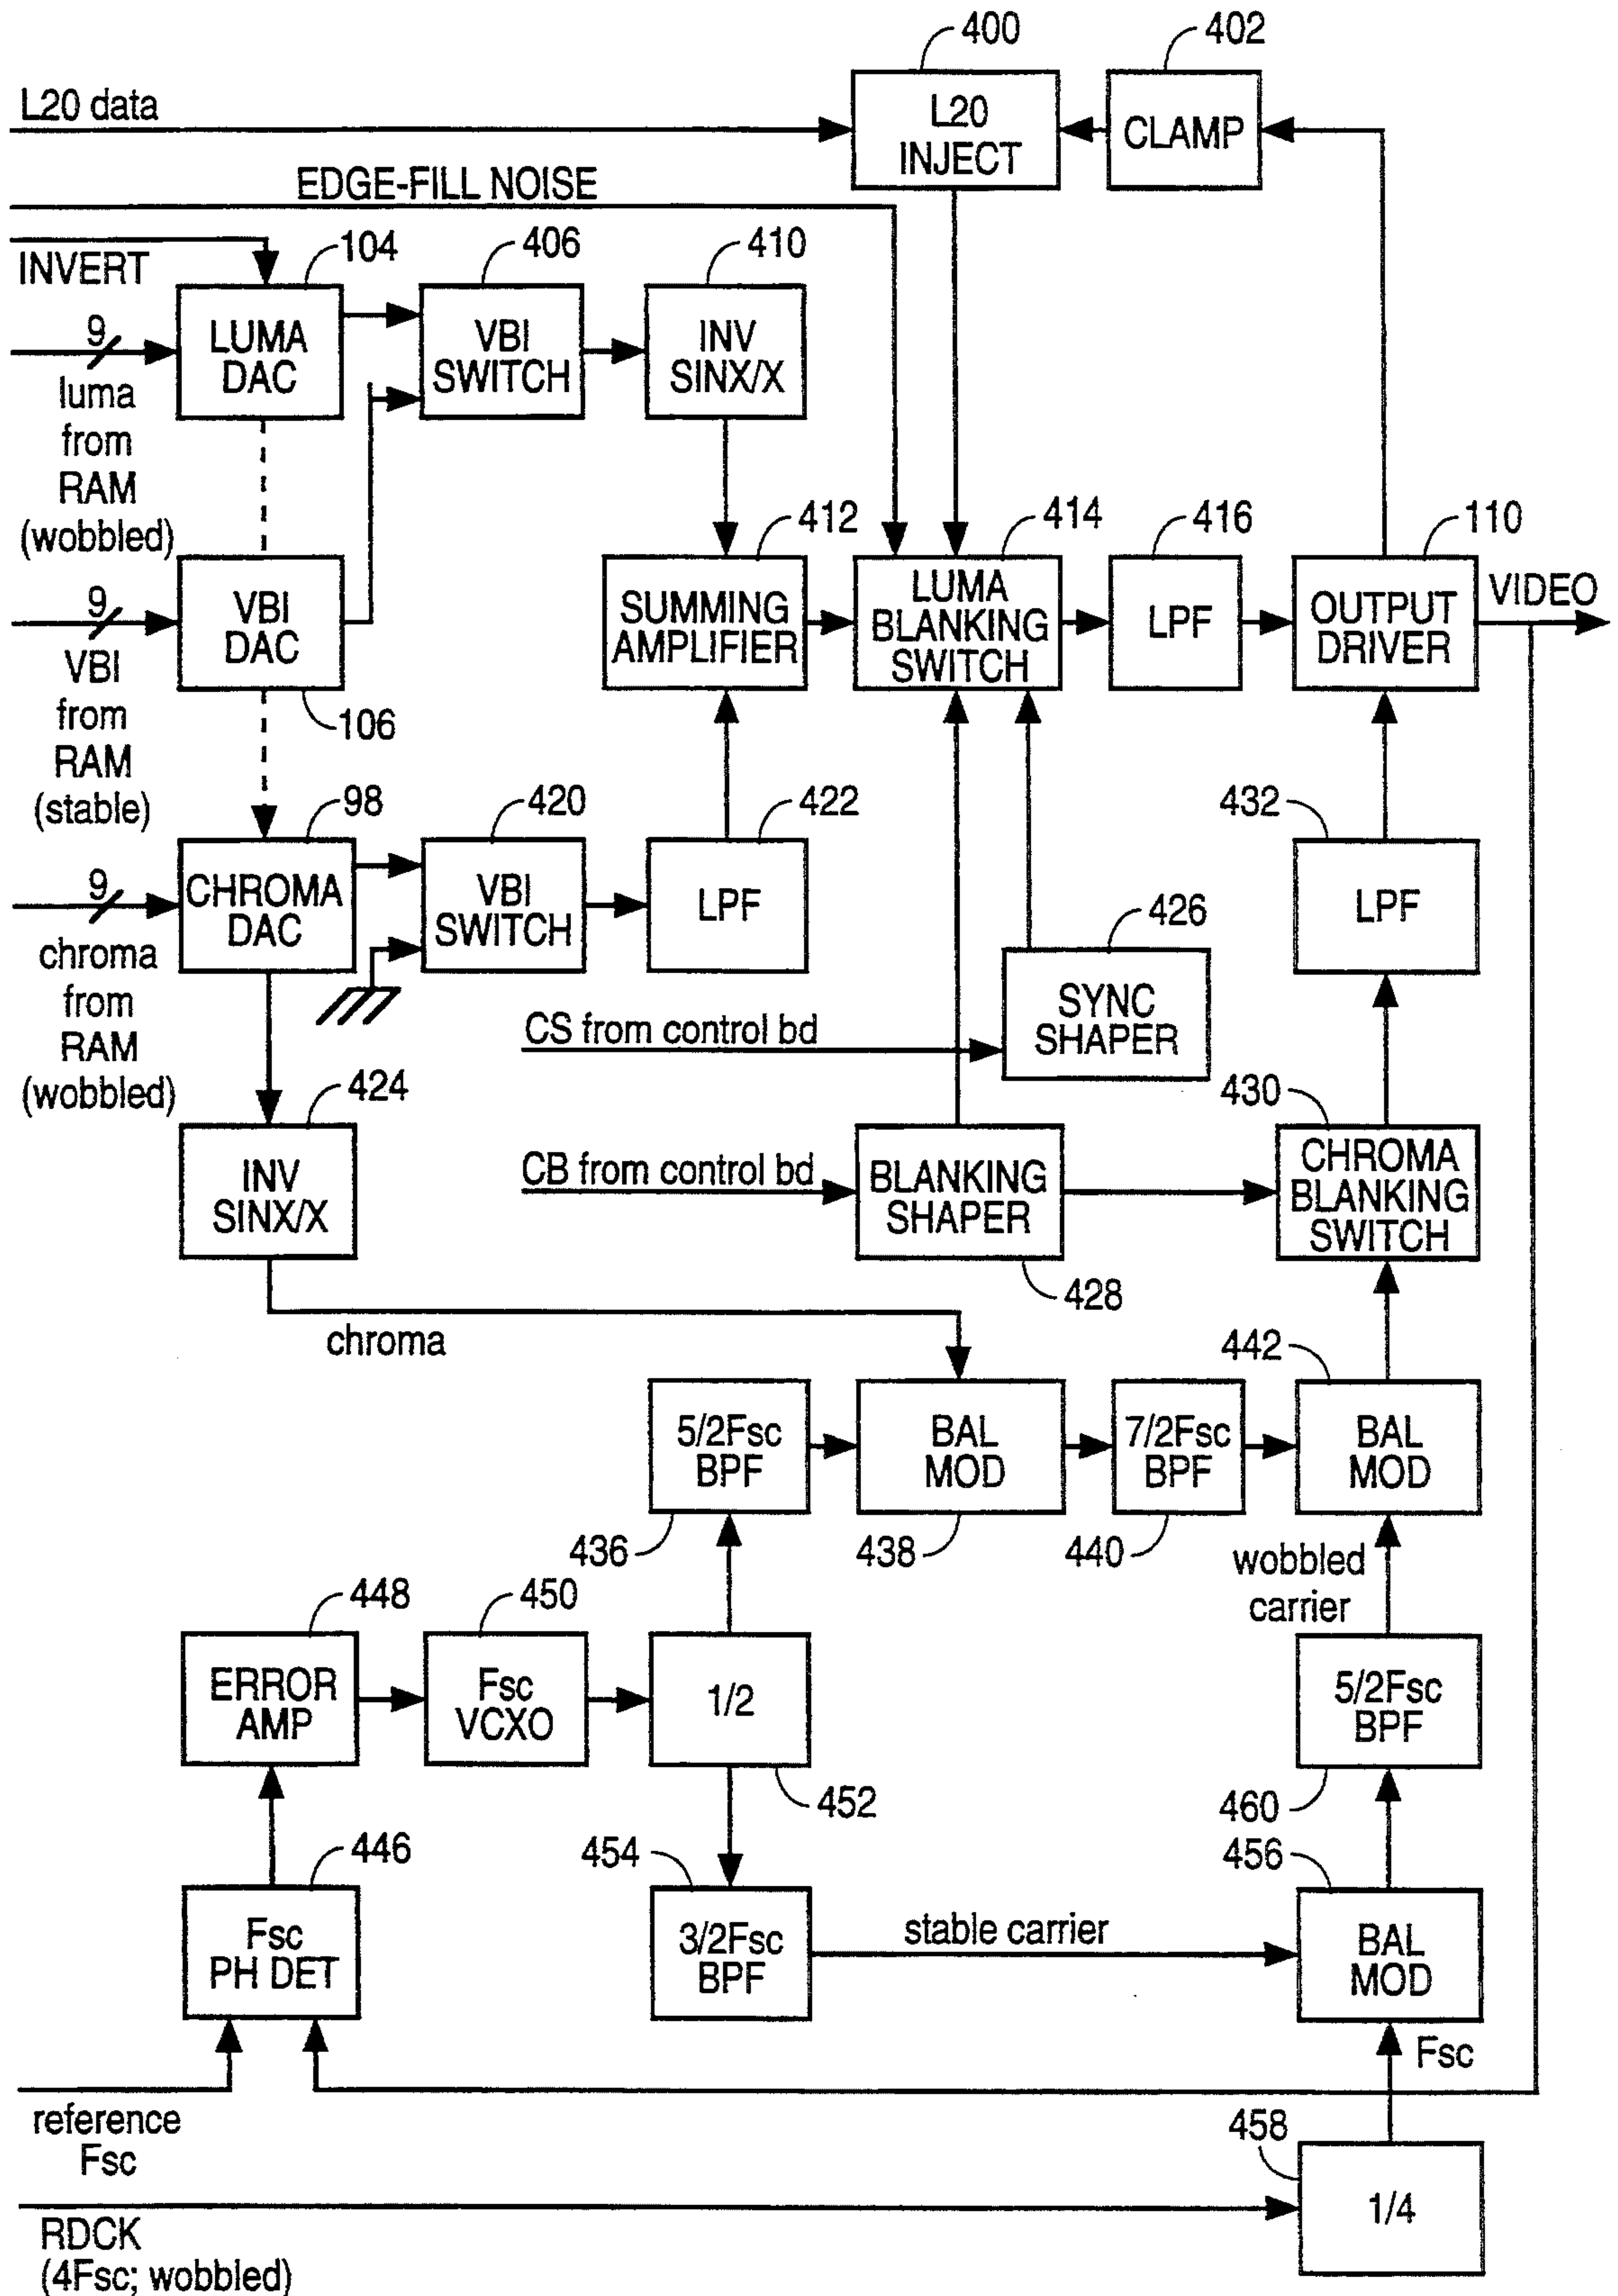 400
402
L20 data
L20
INJECT
CLAMP
EDGE-FILL NOISE
INVERT
104
406
410
9
LUMA
DAC
VBI
SWITCH
INV
SINX/X
luma
from
RAM
(wobbled)
412
414
416
110
9
VBI
DAC
SUMMING
AMPLIFIER
LUMA
BLANKING
SWITCH
LPF
OUTPUT
DRIVER
VIDEO
VBI
from
RAM
(stable)
106
98
420
422
432
9
CHROMA
DAC
VBI
SWITCH
LPF
LPF
chroma
from
RAM
(wobbled)
426
CS from control bd
SYNC
SHAPER
424
430
INV
SINX/X
CB from control bd
BLANKING
SHAPER
CHROMA
BLANKING
SWITCH
428
chroma
442
5/2Fsc
BPF
BAL
MOD
7/2Fsc
BPF
BAL
MOD
436
438
440
wobbled
carrier
448
450
ERROR
AMP
Fsc
VCXO
1/2
5/2Fsc
BPF
452
460
446
454
456
Fsc
PH DET
3/2Fsc
BPF
stable carrier
BAL
MOD
Fsc
reference
Fsc
458
1/4
RDCK
(4Fsc; wobbled)